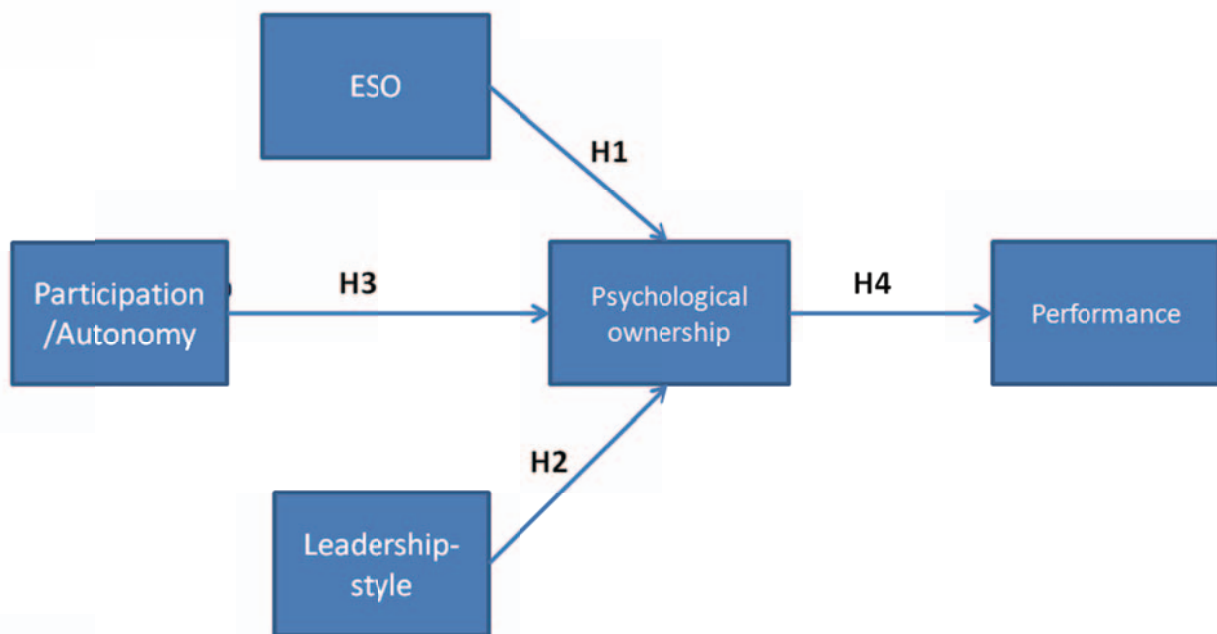 ESO
H1
Participation
/Autonomy
H3
Psychological
ownership
H4
Performance
H2
Leadership-
style